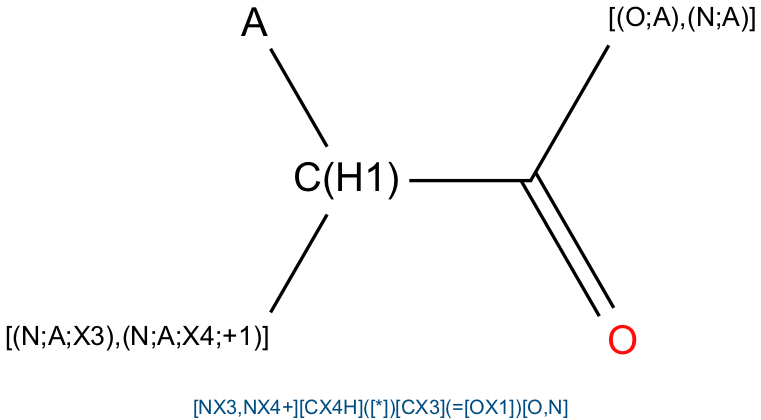 A
[(O;A),(N;A)]
C(H1)
[(N;A;X3),(N;A;X4;+1)]
O
[NX3,NX4+][CX4H]([*])[CX3](=[OX1])[O,N]